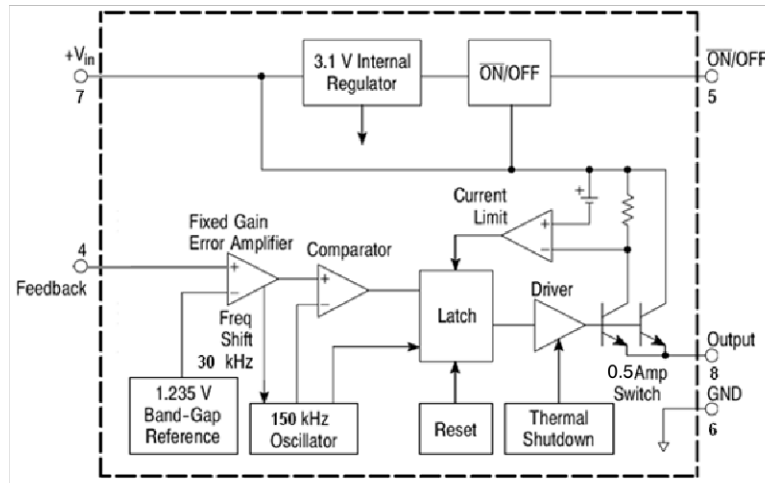 +Vin
7
3.1 V Internal
Regulator
ON/OFF
ON/OFF
5
Current
Limit
+
+
−
4
Feedback
Fixed Gain
Error Amplifier
+
−
Comparator
+
−
Freq
Shift
30 kHz
Latch
Driver
Output
8
0.5Amp
Switch
GND
6
1.235 V
Band-Gap
Reference
150 kHz
Oscillator
Reset
Thermal
Shutdown